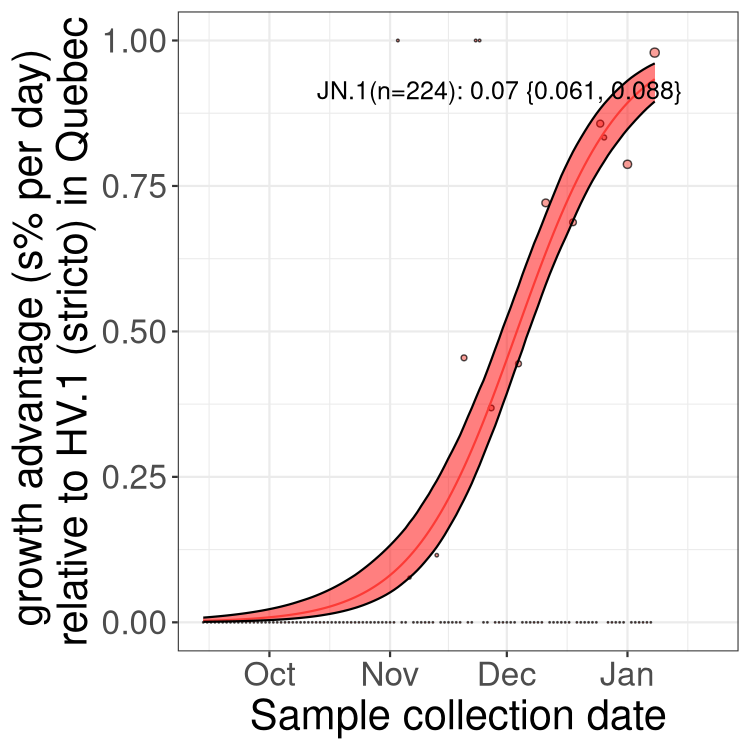 growth advantage (s% per day)
relative to HV.1 (stricto) in Quebec
1.00
0.75
0.50
0.25
0.00
JN.1(n=224): 0.07 {0.061, 0.088}
Oct Nov Dec Jan
Sample collection date